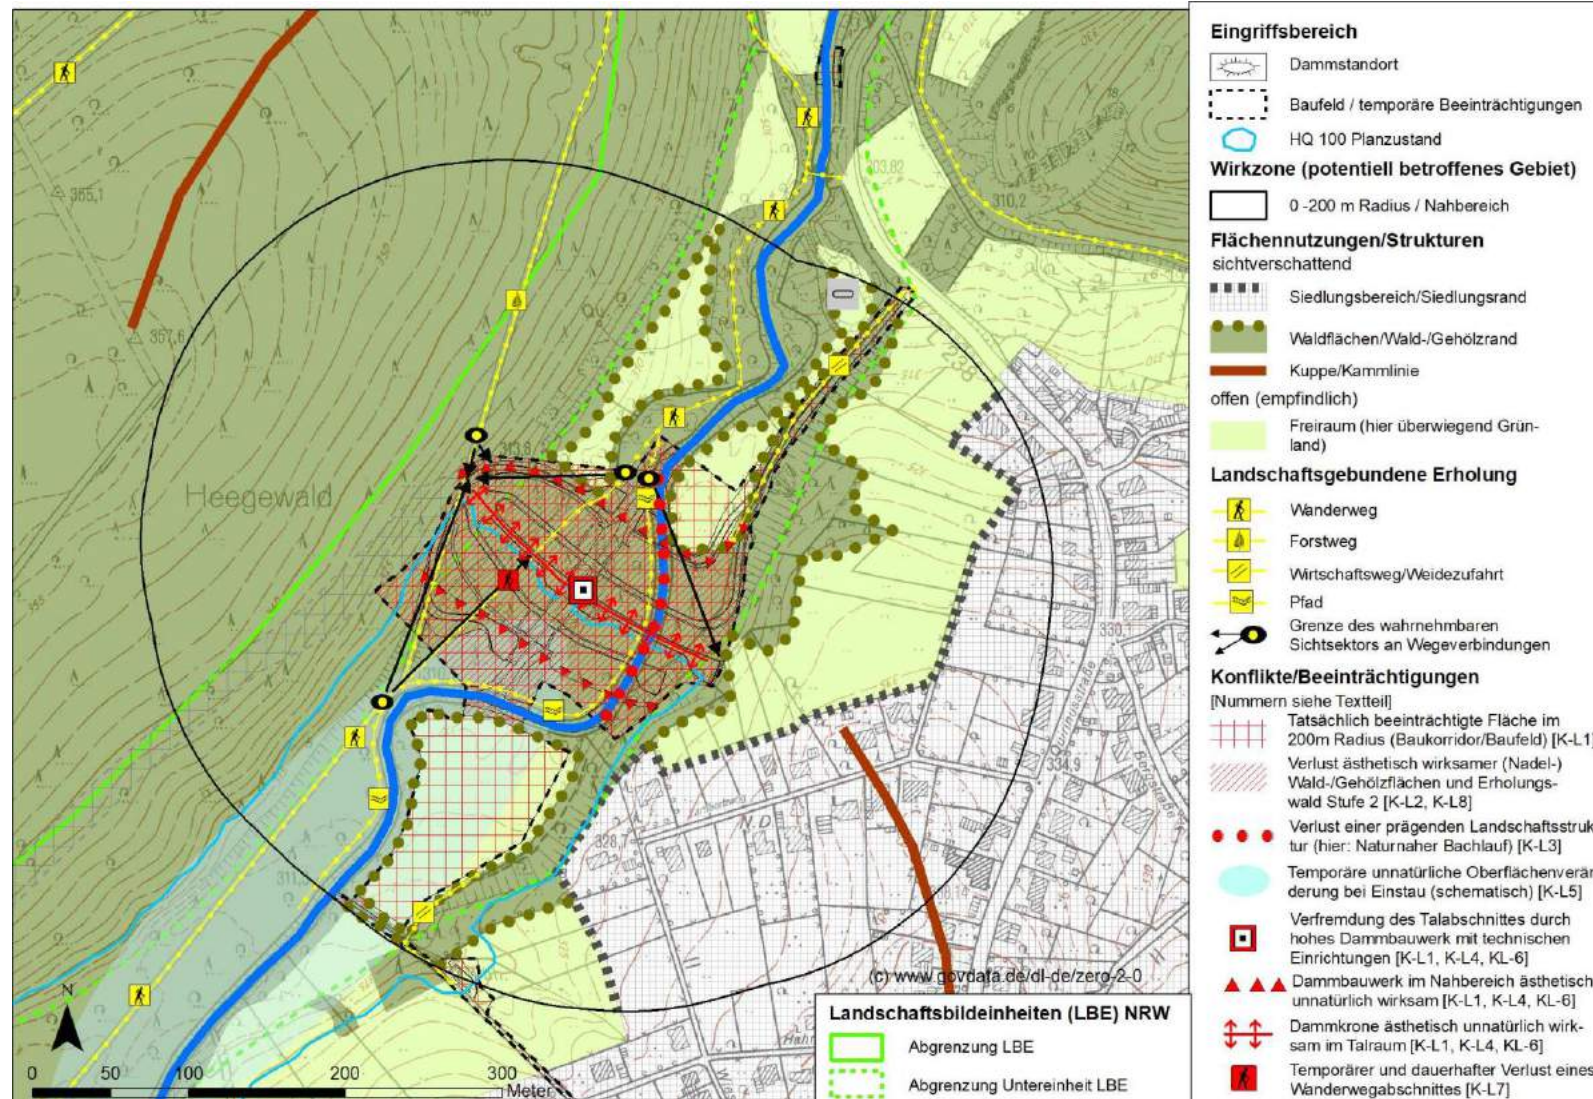 355,1
357,6
Heegewald
313,8
303,82
310,2
L 238
330,1
334,9
Quirinusstraße
Bergstraße
328,7
311,3
N D
(c) www.govdata.de/dl-de/zero-2-0
N
0 50 100 200 300
Meter
Landschaftsbildeinheiten (LBE) NRW
Abgrenzung LBE
Abgrenzung Untereinheit LBE
Eingriffsbereich
Dammstandort
Baufeld / temporäre Beeinträchtigungen
HQ 100 Planzustand
Wirkzone (potentiell betroffenes Gebiet)
0 -200 m Radius / Nahbereich
Flächennutzungen/Strukturen
sichtverschattend
Siedlungsbereich/Siedlungsrand
Waldflächen/Wald-/Gehölzrand
Kuppe/Kammlinie
offen (empfindlich)
Freiraum (hier überwiegend Grün-
land)
Landschaftsgebundene Erholung
Wanderweg
Forstweg
Wirtschaftsweg/Weidezufahrt
Pfad
Grenze des wahrnehmbaren
Sichtsektors an Wegeverbindungen
Konflikte/Beeinträchtigungen
[Nummern siehe Textteil]
Tatsächlich beeinträchtigte Fläche im
200m Radius (Baukorridor/Baufeld) [K-L1]
Verlust ästhetisch wirksamer (Nadel-)
Wald-/Gehölzflächen und Erholungs-
wald Stufe 2 [K-L2, K-L8]
Verlust einer prägenden Landschaftsstruk
tur (hier: Naturnaher Bachlauf) [K-L3]
Temporäre unnatürliche Oberflächenverän
derung bei Einstau (schematisch) [K-L5]
Verfremdung des Talabschnittes durch
hohes Dammbauwerk mit technischen
Einrichtungen [K-L1, K-L4, KL-6]
Dammbauwerk im Nahbereich ästhetisch
unnatürlich wirksam [K-L1, K-L4, KL-6]
Dammkrone ästhetisch unnatürlich wirk-
sam im Talraum [K-L1, K-L4, KL-6]
Temporärer und dauerhafter Verlust eines
Wanderwegabschnittes [K-L7]